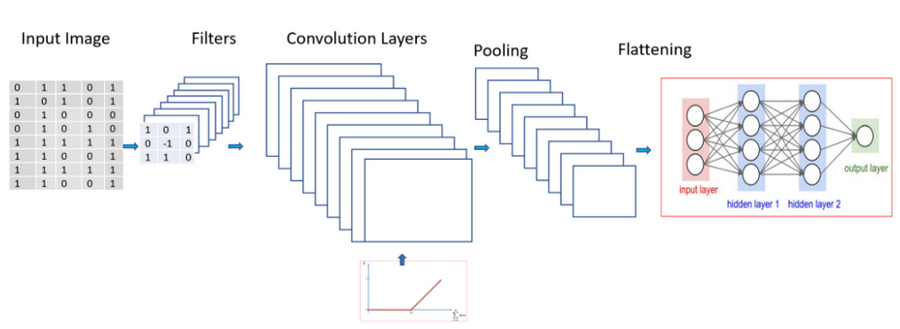 Input Image
Filters
Convolution Layers
Pooling
Flattening
0 1 1 0 1
1 0 1 0 1
0 1 0 0 0
0 1 0 1 0
1 1 1 1 1
1 1 0 0 1
1 1 1 1 1
1 1 0 0 1
1 0 1
0 -1 0
1 1 0
input layer
hidden layer 1
hidden layer 2
output layer